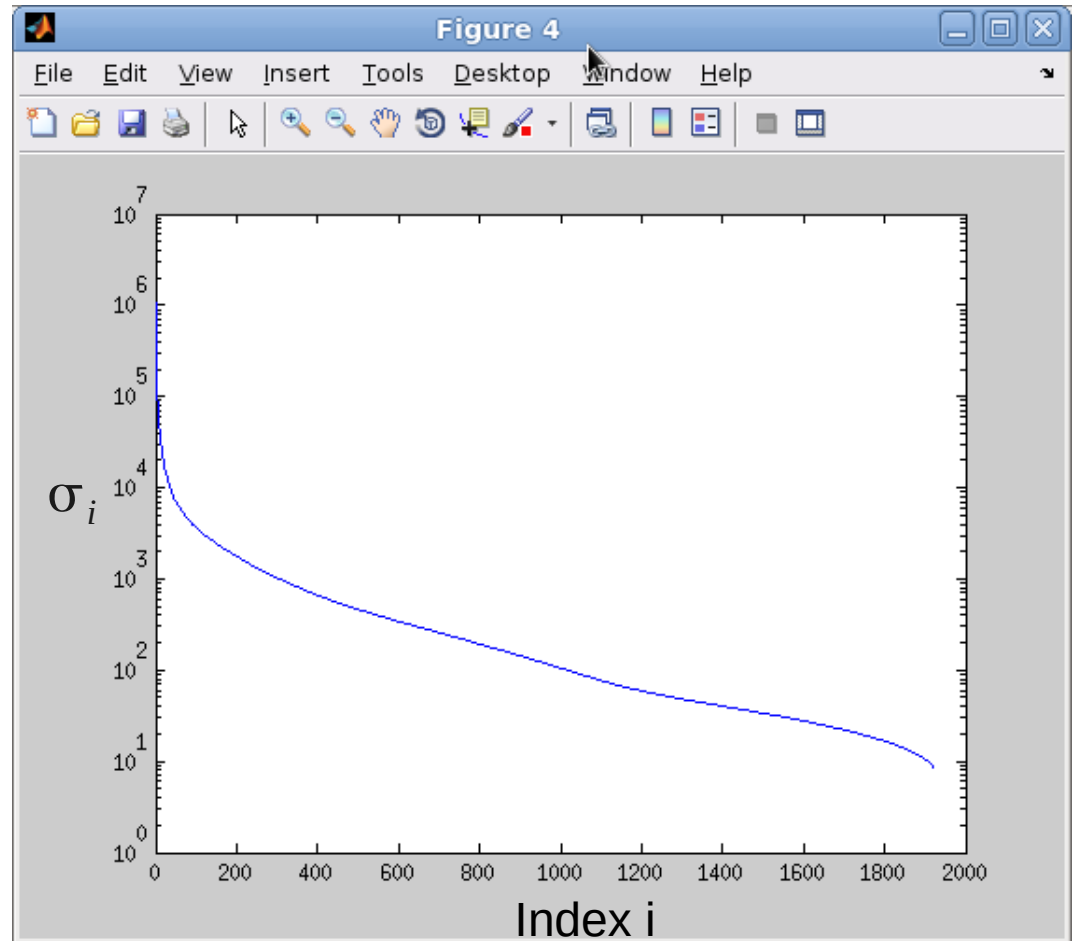 Figure 4
File Edit View Insert Tools Desktop Window Help
10^7
10^6
10^5
10^4
σ_i
10^3
10^2
10^1
10^0
0 200 400 600 800 1000 1200 1400 1600 1800 2000
Index i